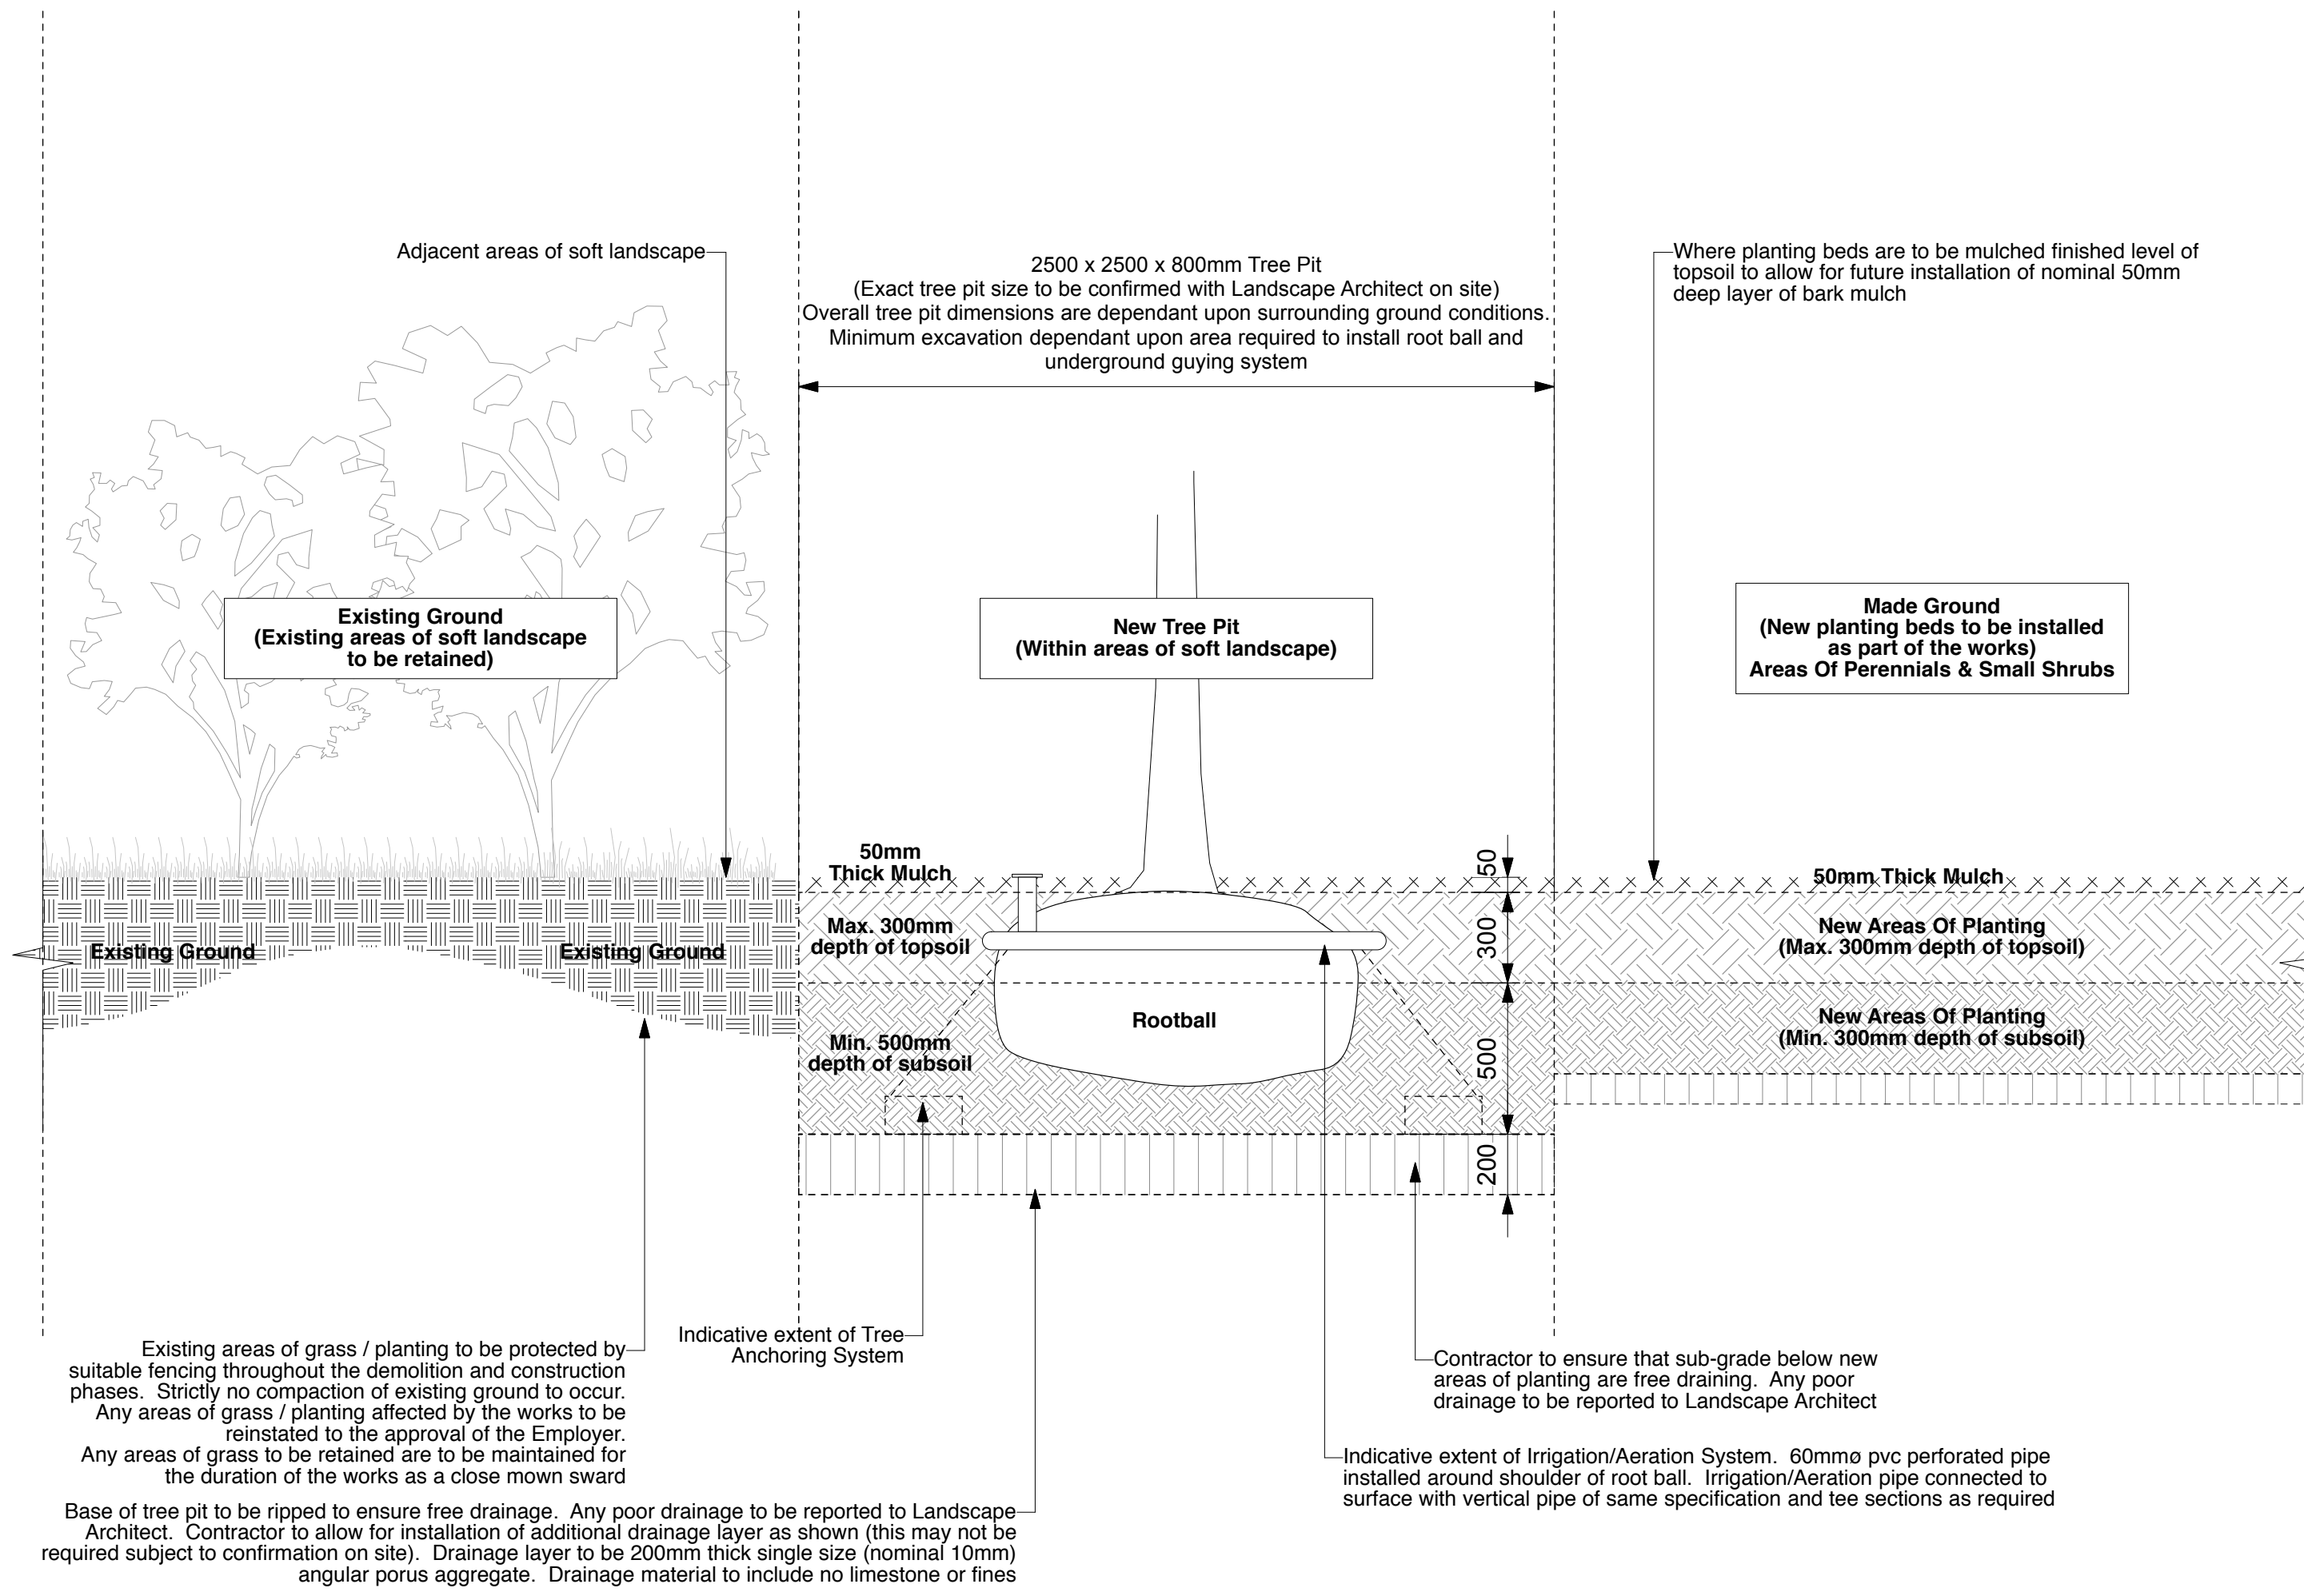 Adjacent areas of soft landscape
2500 x 2500 x 800mm Tree Pit
(Exact tree pit size to be confirmed with Landscape Architect on site)
Overall tree pit dimensions are dependant upon surrounding ground conditions.
Minimum excavation dependant upon area required to install root ball and
underground guying system
Where planting beds are to be mulched finished level of
topsoil to allow for future installation of nominal 50mm
deep layer of bark mulch
Existing Ground
(Existing areas of soft landscape
to be retained)
New Tree Pit
(Within areas of soft landscape)
Made Ground
(New planting beds to be installed
as part of the works)
Areas Of Perennials & Small Shrubs
50mm
Thick Mulch
50
50mm Thick Mulch
Existing Ground
Existing Ground
Max. 300mm
depth of topsoil
300
New Areas Of Planting
(Max. 300mm depth of topsoil)
Rootball
Min. 500mm
depth of subsoil
500
New Areas Of Planting
(Min. 300mm depth of subsoil)
200
Existing areas of grass / planting to be protected by
suitable fencing throughout the demolition and construction
phases. Strictly no compaction of existing ground to occur.
Any areas of grass / planting affected by the works to be
reinstated to the approval of the Employer.
Any areas of grass to be retained are to be maintained for
the duration of the works as a close mown sward
Indicative extent of Tree
Anchoring System
Contractor to ensure that sub-grade below new
areas of planting are free draining. Any poor
drainage to be reported to Landscape Architect
Indicative extent of Irrigation/Aeration System. 60mmø pvc perforated pipe
installed around shoulder of root ball. Irrigation/Aeration pipe connected to
surface with vertical pipe of same specification and tee sections as required
Base of tree pit to be ripped to ensure free drainage. Any poor drainage to be reported to Landscape
Architect. Contractor to allow for installation of additional drainage layer as shown (this may not be
required subject to confirmation on site). Drainage layer to be 200mm thick single size (nominal 10mm)
angular porus aggregate. Drainage material to include no limestone or fines